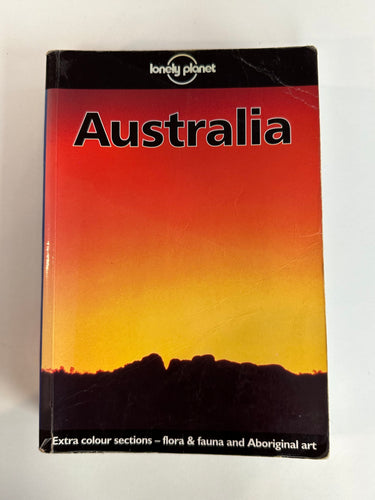 lonely planet
Australia
Extra colour sections – flora & fauna and Aboriginal art